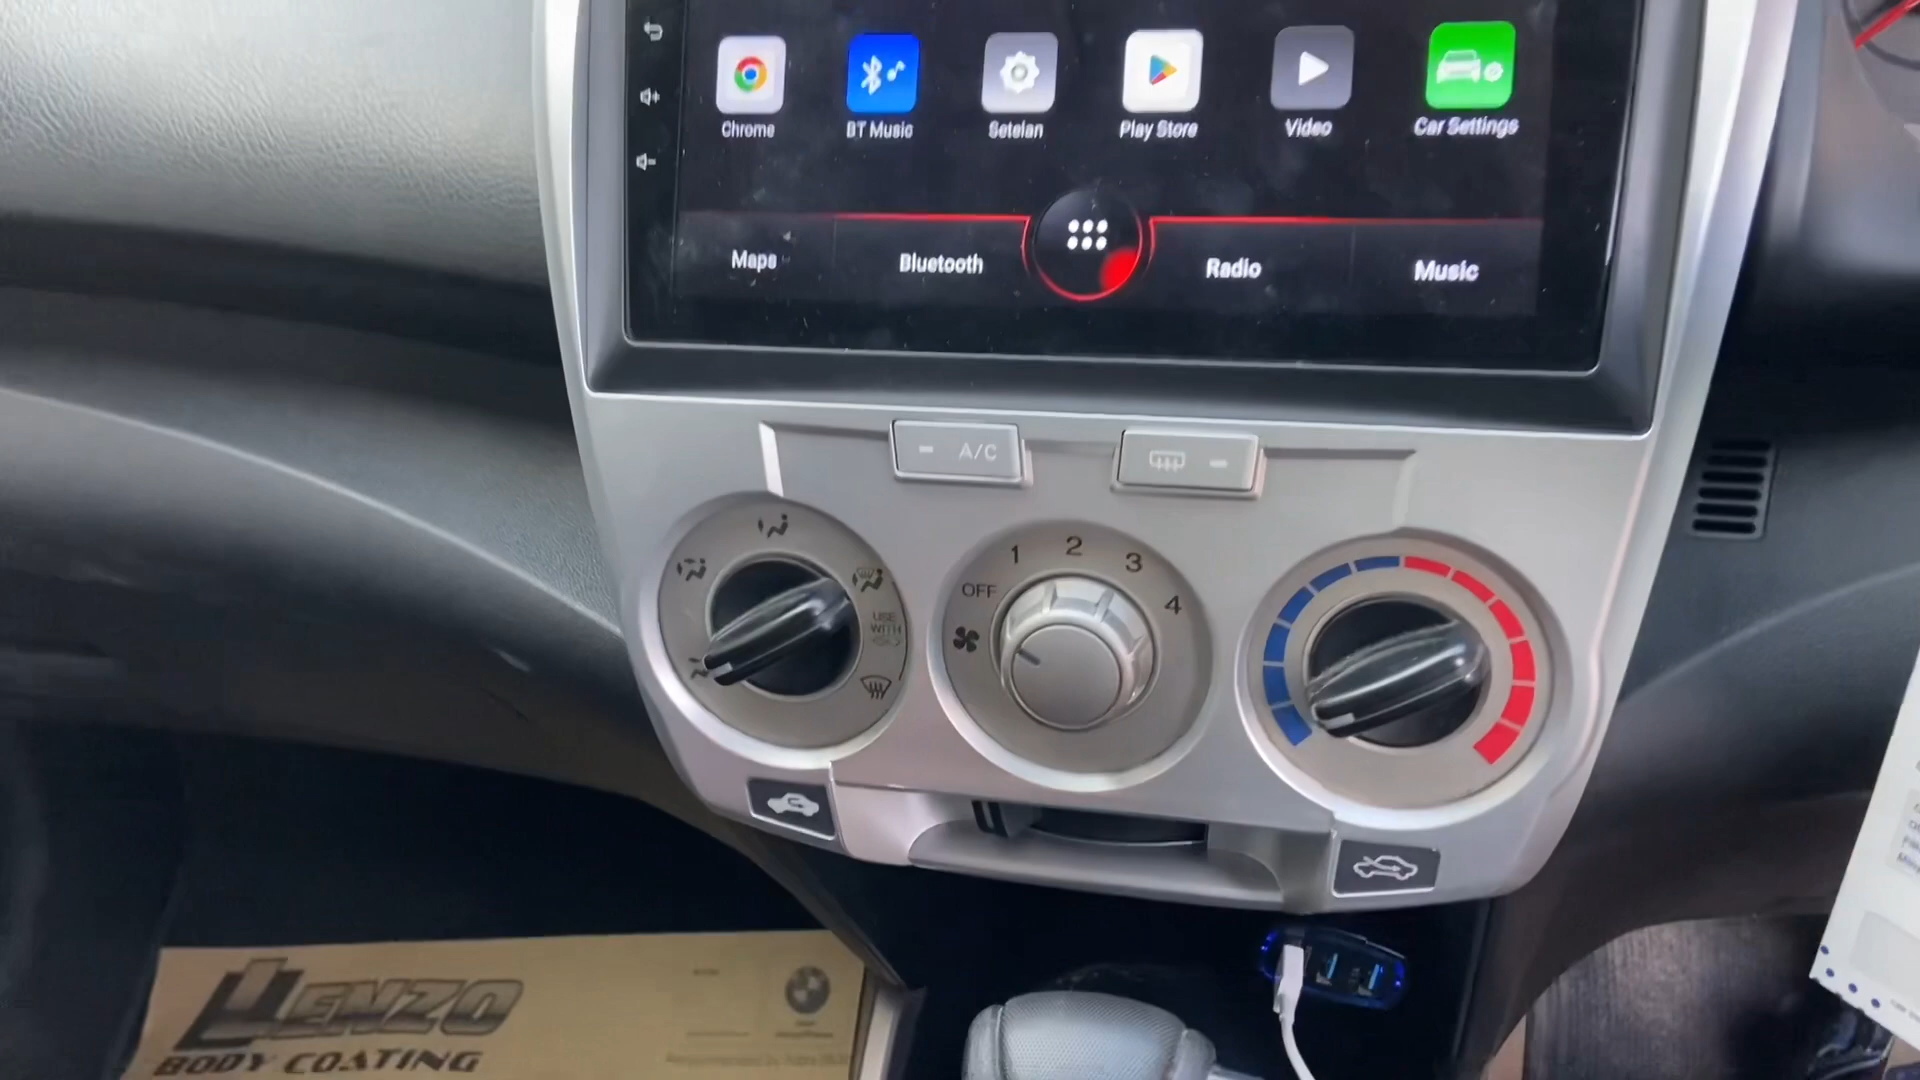 Chrome
BT Music
Setelan
Play Store
Video
Car Settings
Maps
Bluetooth
Radio
Music
A/C
OFF
1
2
3
4
USE
WITH
LENZO
BODY COATING